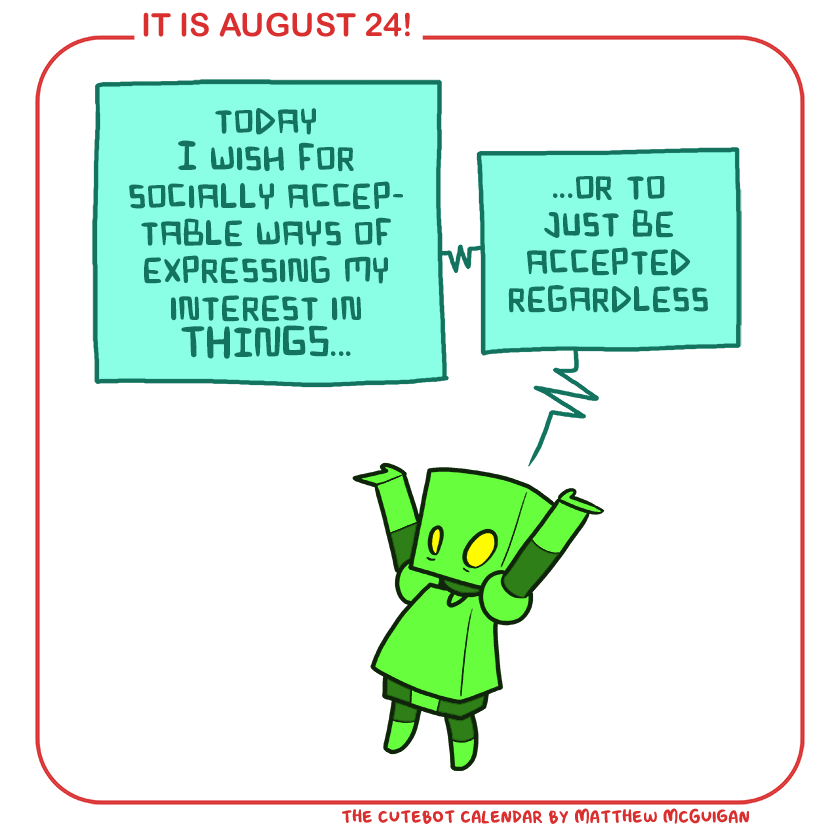 IT IS AUGUST 24!
TODAY
I WISH FOR
SOCIALLY ACCEP-
TABLE WAYS OF
EXPRESSING MY
INTEREST IN
THINGS...
...OR TO
JUST BE
ACCEPTED
REGARDLESS
THE CUTEBOT CALENDAR BY MATTHEW MCGUIGAN